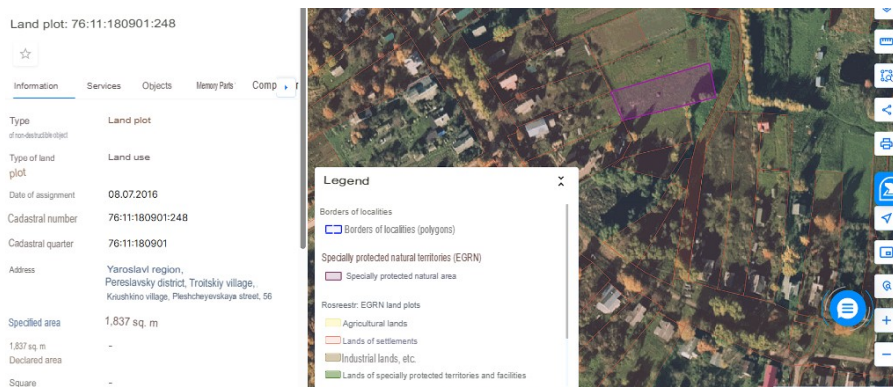 Land plot: 76:11:180901:248
Information Services Objects Memory Parts Comp
Type Land plot
of non-destructible object
Type of land Land use
plot
Date of assignment 08.07.2016
Cadastral number 76:11:180901:248
Cadastral quarter 76:11:180901
Address Yaroslavl region,
Pereslavsky district, Troitskiy village,
Kriushkino village, Pleshcheyevskaya street, 56
Specified area 1,837 sq. m
1,837 sq. m -
Declared area
Square -
Legend
Borders of localities
Borders of localities (polygons)
Specially protected natural territories (EGRN)
Specially protected natural area
Rosreestr: EGRN land plots
Agricultural lands
Lands of settlements
Industrial lands, etc.
Lands of specially protected territories and facilities